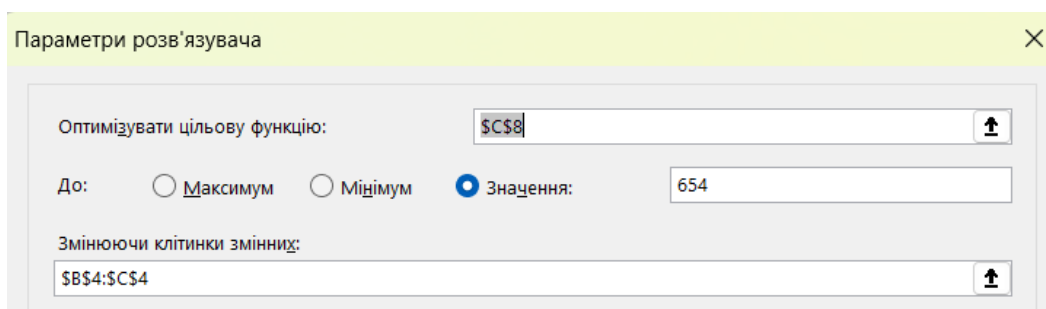 Параметри розв'язувача
Оптимізувати цільову функцію: $C$8
До: Максимум Мінімум Значення: 654
Змінюючи клітинки змінних:
$B$4:$C$4